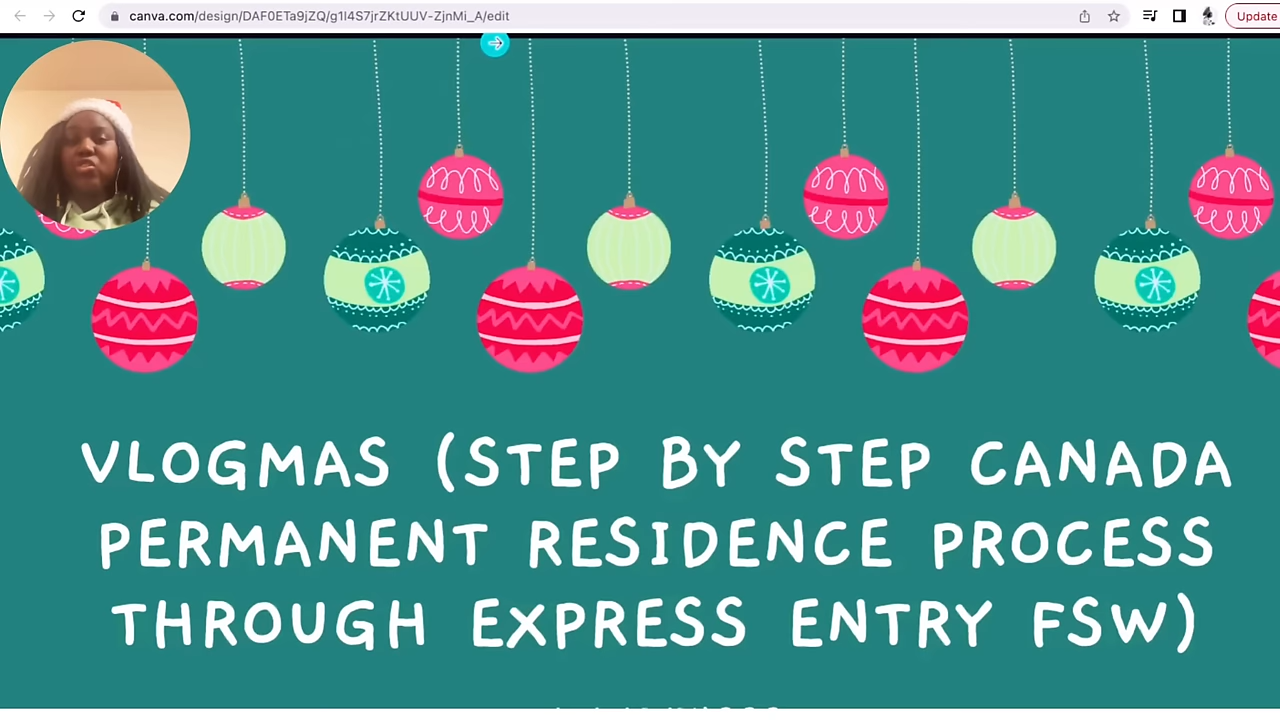 canva.com/design/DAF0ETa9jZQ/g1I4S7jrZKtUUV-ZjnMi_A/edit
Update
VLOGMAS (STEP BY STEP CANADA
PERMANENT RESIDENCE PROCESS
THROUGH EXPRESS ENTRY FSW)